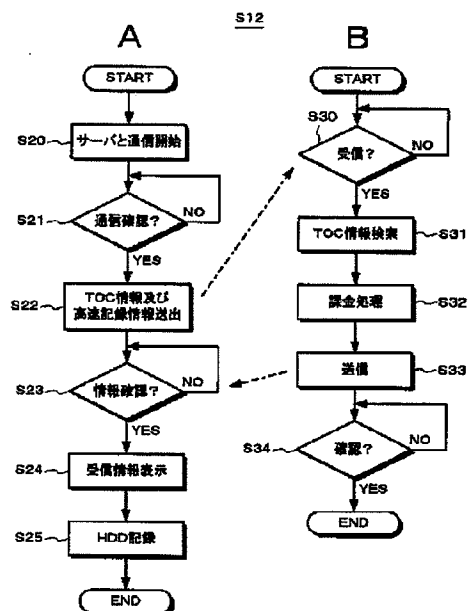 S12
A
START
S20
サーバと通信開始
S21
通信確認?
NO
YES
S22
TOC情報及び
高速記録情報送出
S23
情報確認?
NO
YES
S24
受信情報表示
S25
HDD記録
END
B
START
S30
受信?
NO
YES
TOC情報検索
S31
課金処理
S32
送信
S33
S34
確認?
NO
YES
END